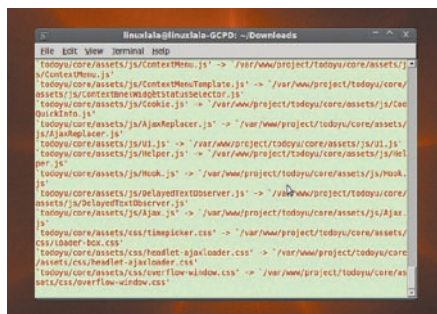 linuxlala@linuxlala-GCPD: ~/Downloads
File Edit View Terminal Help
`todoyu/core/assets/js/ContextMenu.js' -> `/var/www/project/todoyu/core/assets/j
s/ContextMenu.js'
`todoyu/core/assets/js/ContextMenuTemplate.js' -> `/var/www/project/todoyu/core/
assets/js/ContextMenuTemplate.js'
`todoyu/core/assets/js/Cookie.js' -> `/var/www/project/todoyu/core/assets/js/Coo
QuickInfo.js'
`todoyu/core/assets/js/AjaxReplacer.js' -> `/var/www/project/todoyu/core/assets/
js/AjaxReplacer.js'
`todoyu/core/assets/js/Ui.js' -> `/var/www/project/todoyu/core/assets/js/Ui.js'
`todoyu/core/assets/js/Helper.js' -> `/var/www/project/todoyu/core/assets/js/Hel
per.js'
`todoyu/core/assets/js/Hook.js' -> `/var/www/project/todoyu/core/assets/js/Hook.
js'
`todoyu/core/assets/js/DelayedTextObserver.js' -> `/var/www/project/todoyu/core/
assets/js/DelayedTextObserver.js'
`todoyu/core/assets/js/Ajax.js' -> `/var/www/project/todoyu/core/assets/js/Ajax.
js'
`todoyu/core/assets/css/timepicker.css' -> `/var/www/project/todoyu/core/assets/
css/loader-box.css'
`todoyu/core/assets/css/headlet-ajaxloader.css' -> `/var/www/project/todoyu/core
/assets/css/headlet-ajaxloader.css'
`todoyu/core/assets/css/overflow-window.css' -> `/var/www/project/todoyu/core/as
sets/css/overflow-window.css'